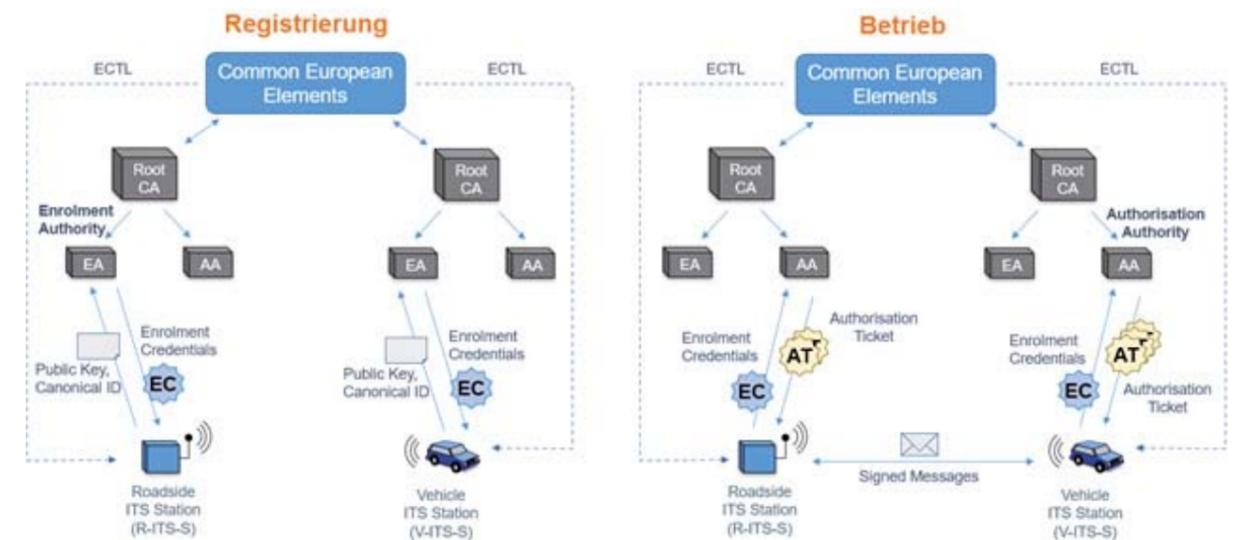 Registrierung
ECTL
Common European
Elements
ECTL
Root
CA
Root
CA
Enrolment
Authority
EA
AA
EA
AA
Enrolment
Credentials
Public Key,
Canonical ID
EC
Enrolment
Credentials
Public Key,
Canonical ID
EC
Roadside
ITS Station
(R-ITS-S)
Vehicle
ITS Station
(V-ITS-S)
Betrieb
ECTL
Common European
Elements
ECTL
Root
CA
Root
CA
Authorisation
Authority
EA
AA
EA
AA
Enrolment
Credentials
EC
Authorisation
Ticket
AT
Enrolment
Credentials
EC
AT
Authorisation
Ticket
Signed Messages
Roadside
ITS Station
(R-ITS-S)
Vehicle
ITS Station
(V-ITS-S)